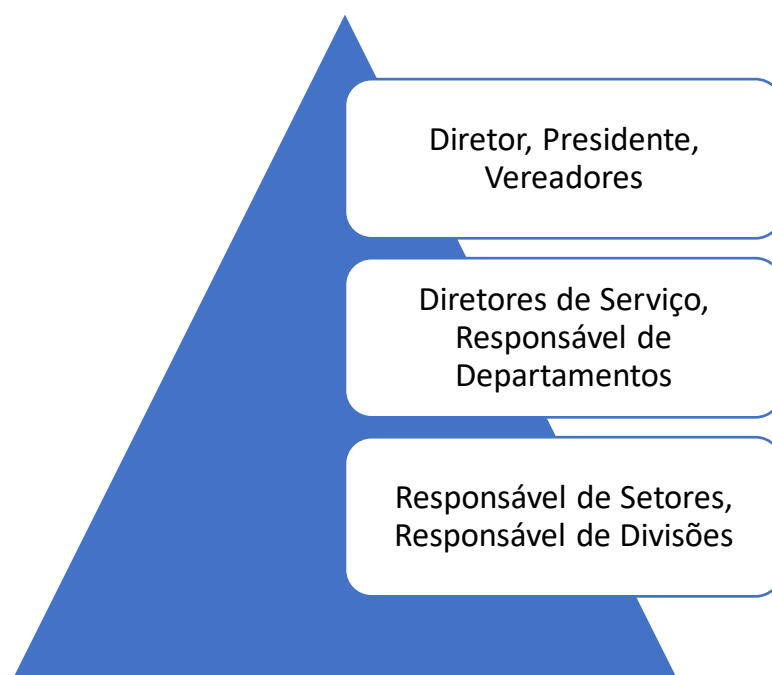 Diretor, Presidente,
Vereadores
Diretores de Serviço,
Responsável de
Departamentos
Responsável de Setores,
Responsável de Divisões